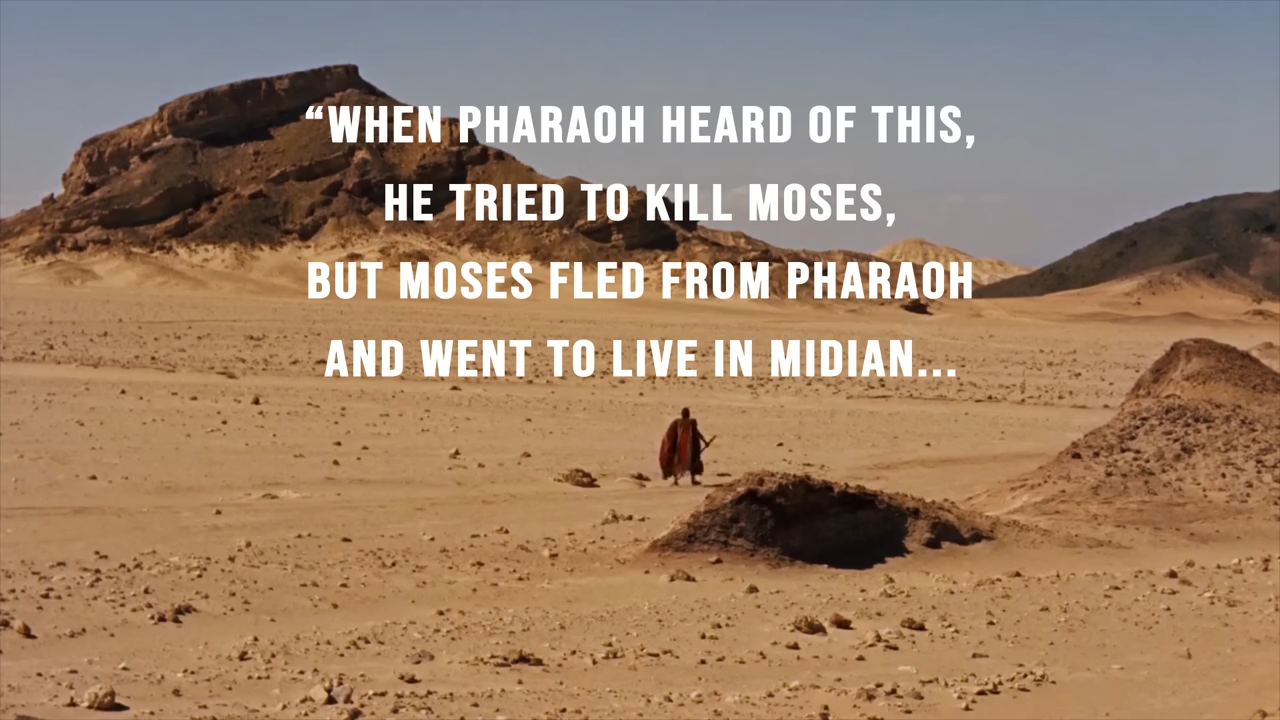 “WHEN PHARAOH HEARD OF THIS,
HE TRIED TO KILL MOSES,
BUT MOSES FLED FROM PHARAOH
AND WENT TO LIVE IN MIDIAN...